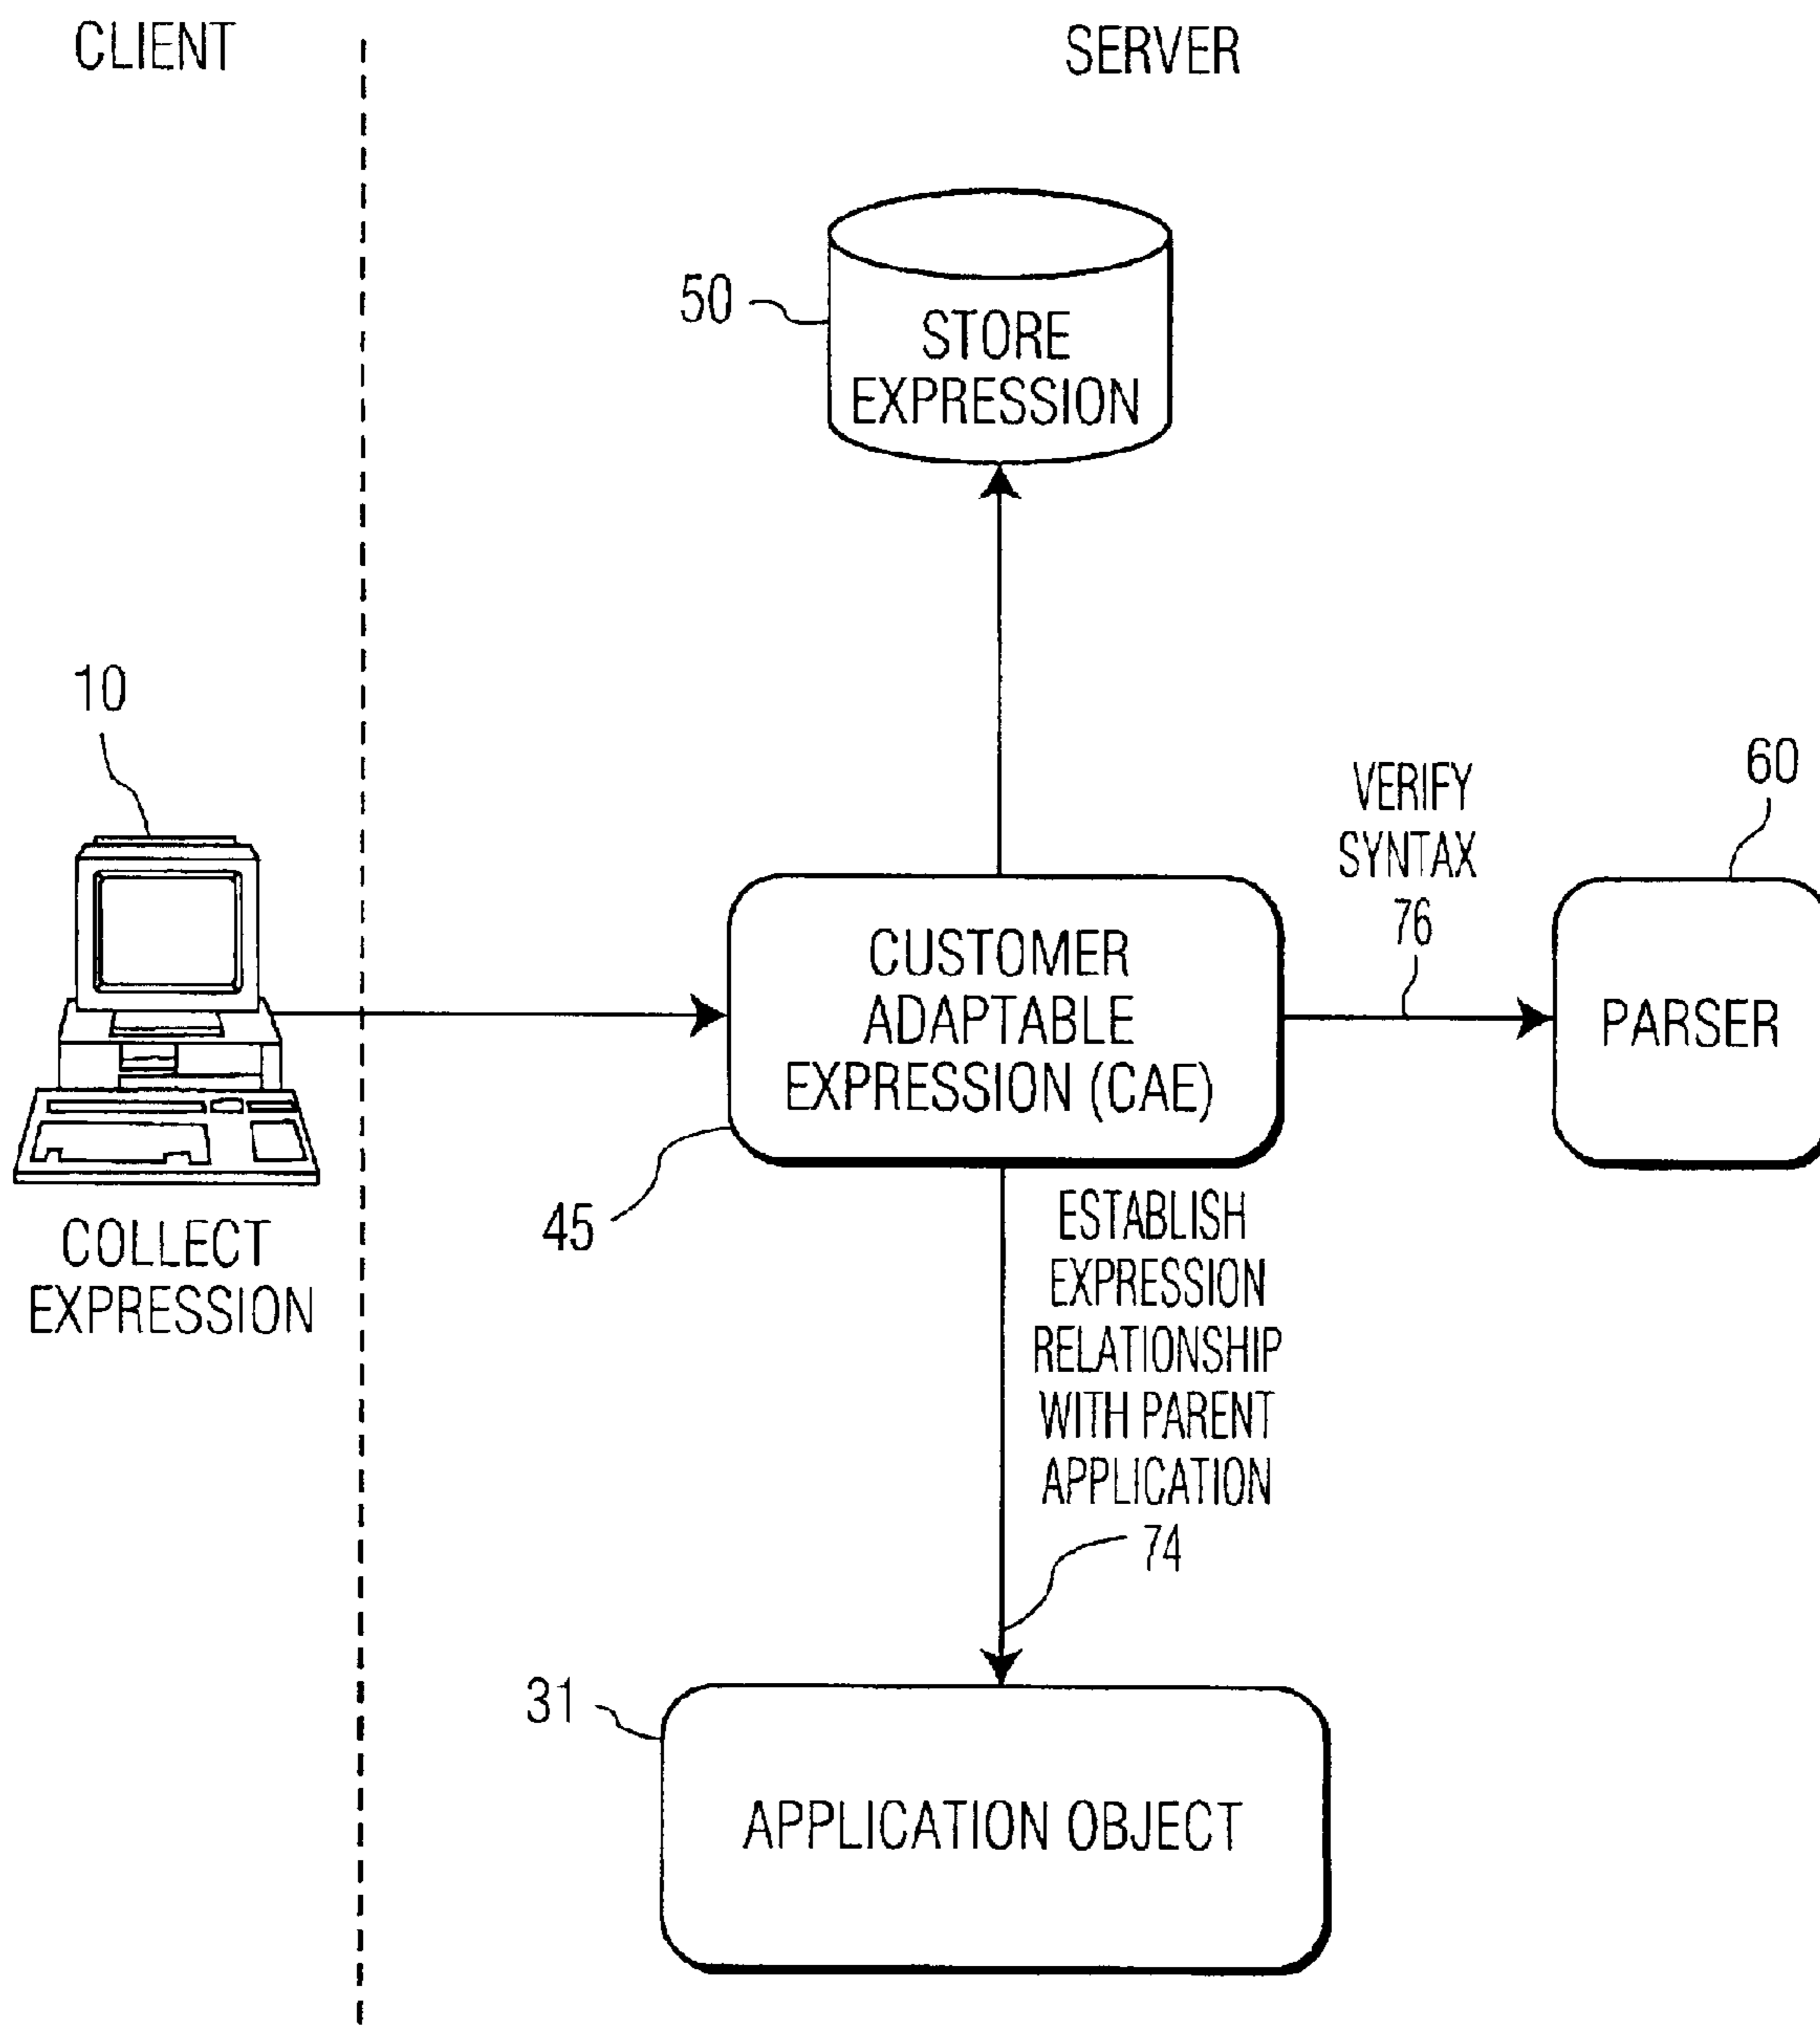 CLIENT
SERVER
50
STORE
EXPRESSION
10
VERIFY
SYNTAX
76
60
CUSTOMER
ADAPTABLE
EXPRESSION (CAE)
PARSER
45
COLLECT
EXPRESSION
ESTABLISH
EXPRESSION
RELATIONSHIP
WITH PARENT
APPLICATION
74
31
APPLICATION OBJECT